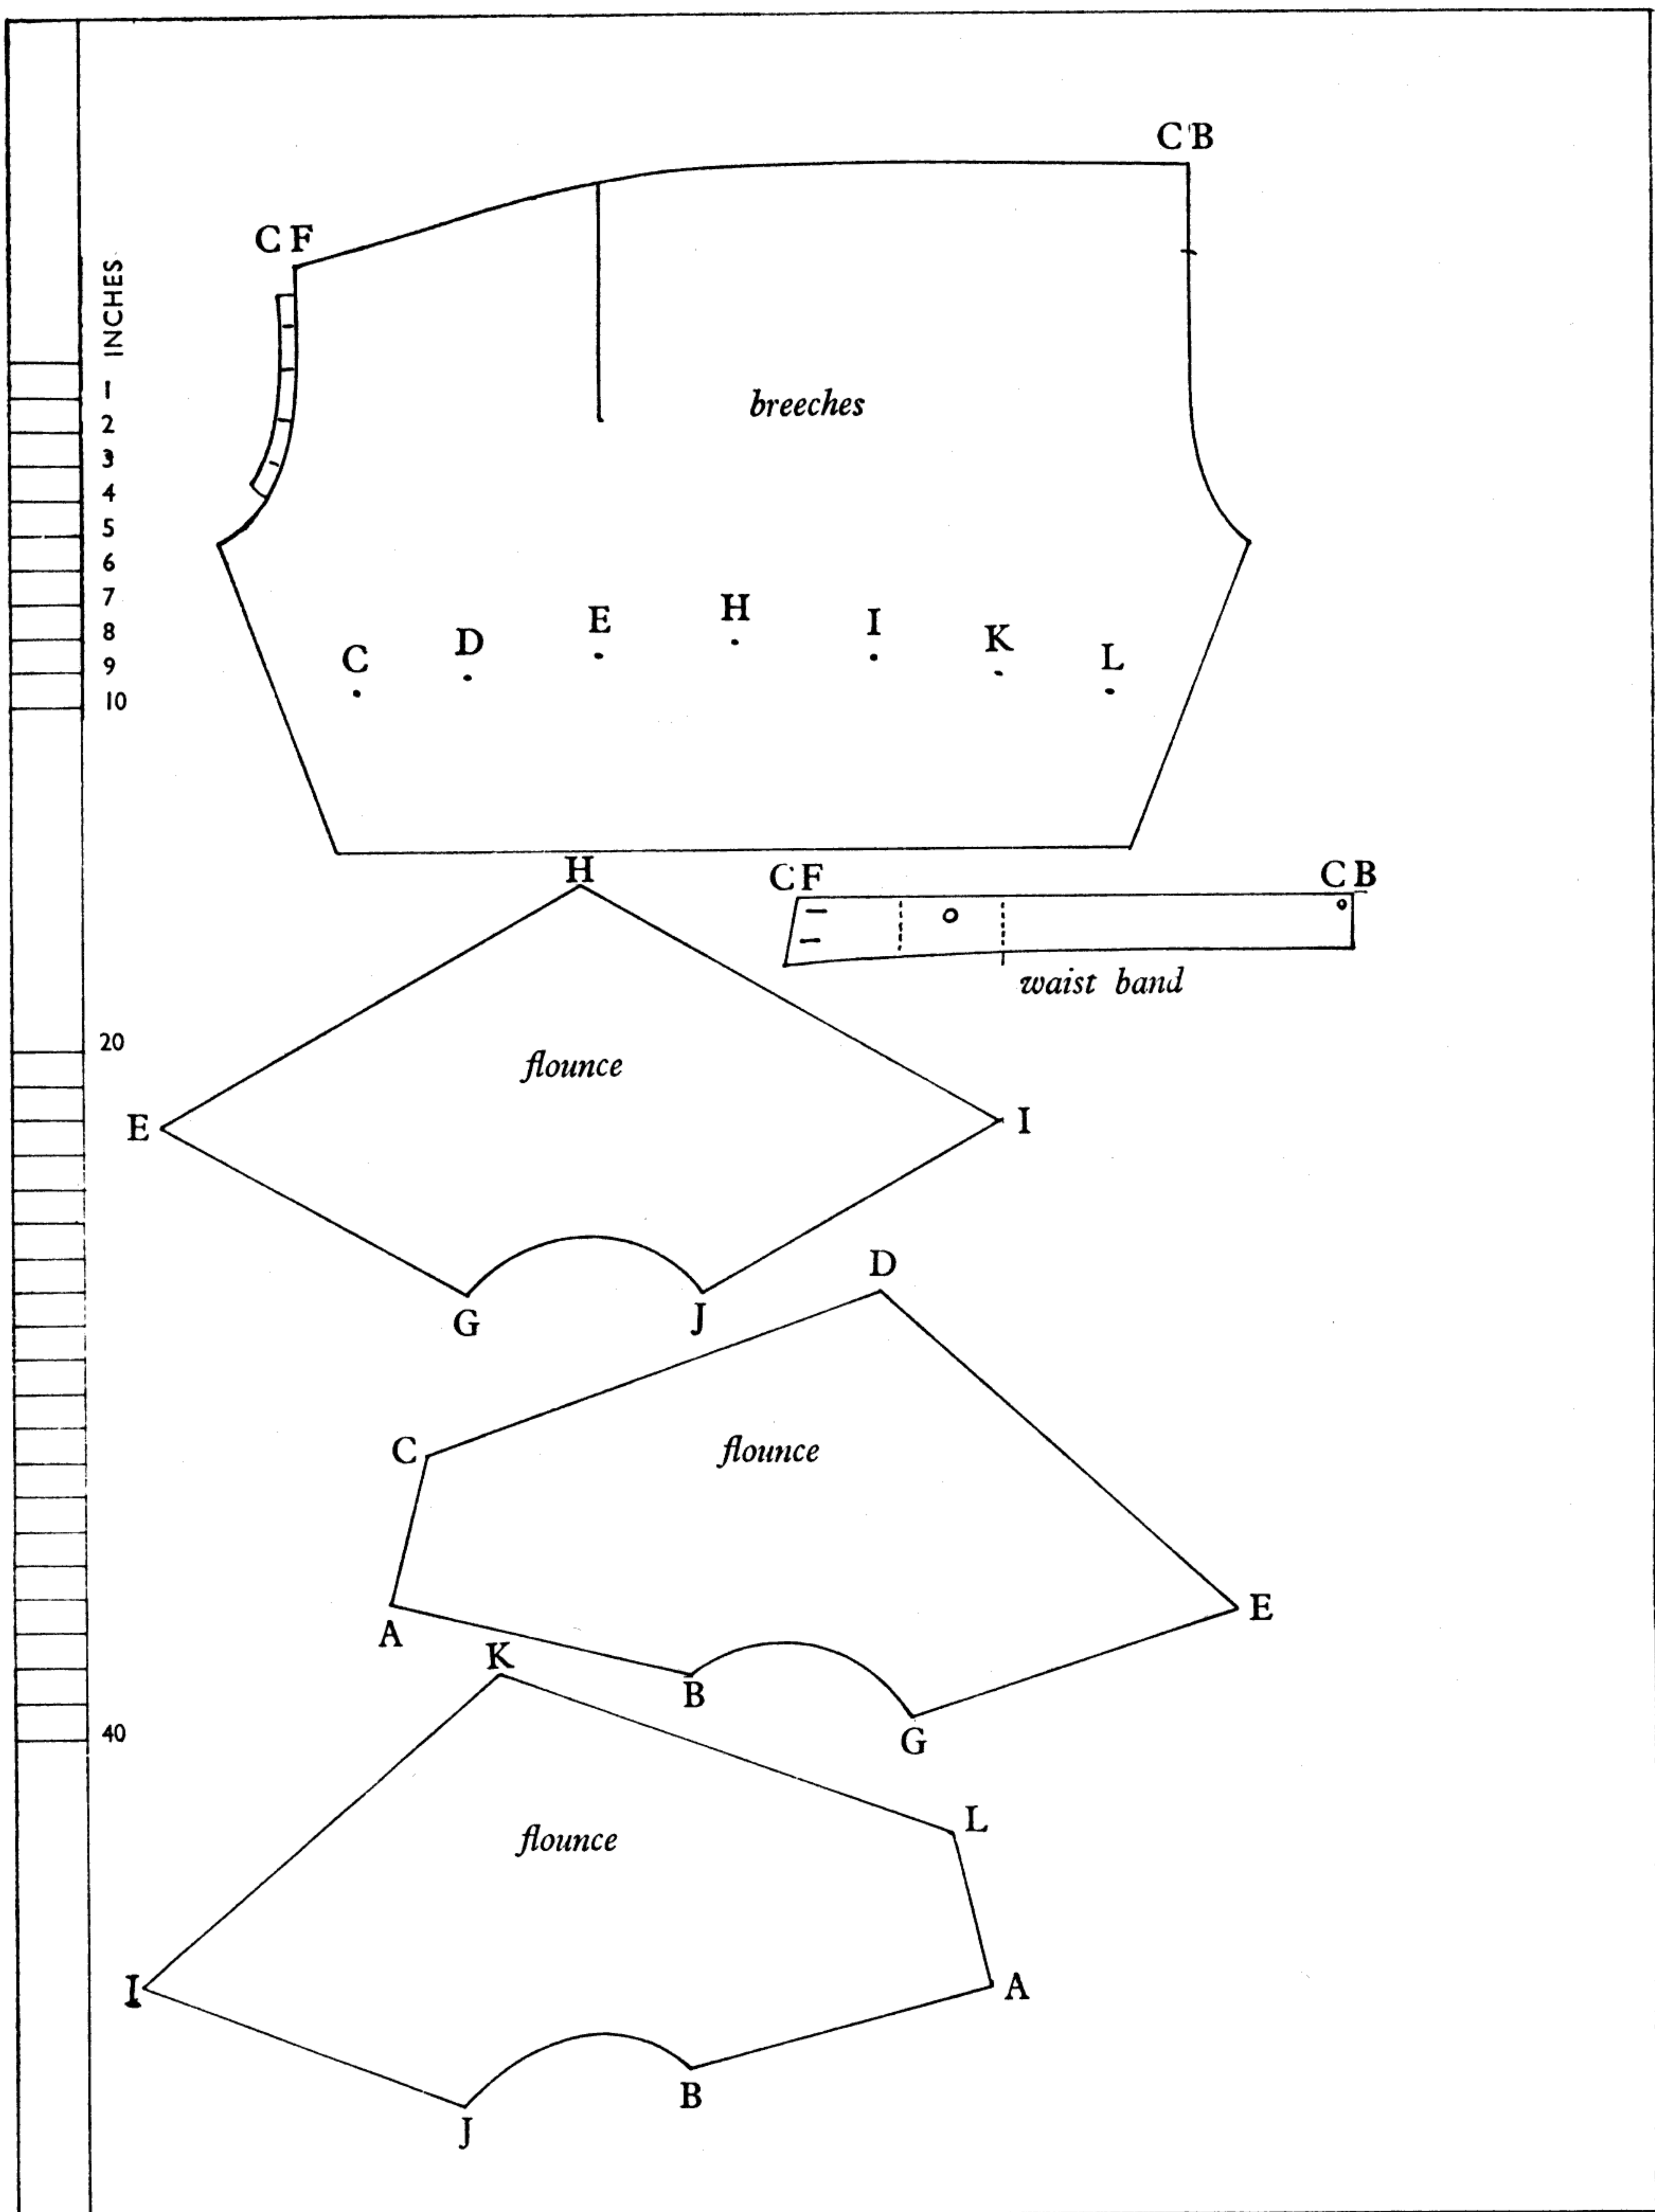 C B
C F
INCHES
1
2
3
4
5
6
7
8
9
10
20
40
breeches
C D E H I K L
C F C B
waist band
H
flounce
E I
G J
D
C
flounce
A E
B
G
K
L
flounce
I A
B
J